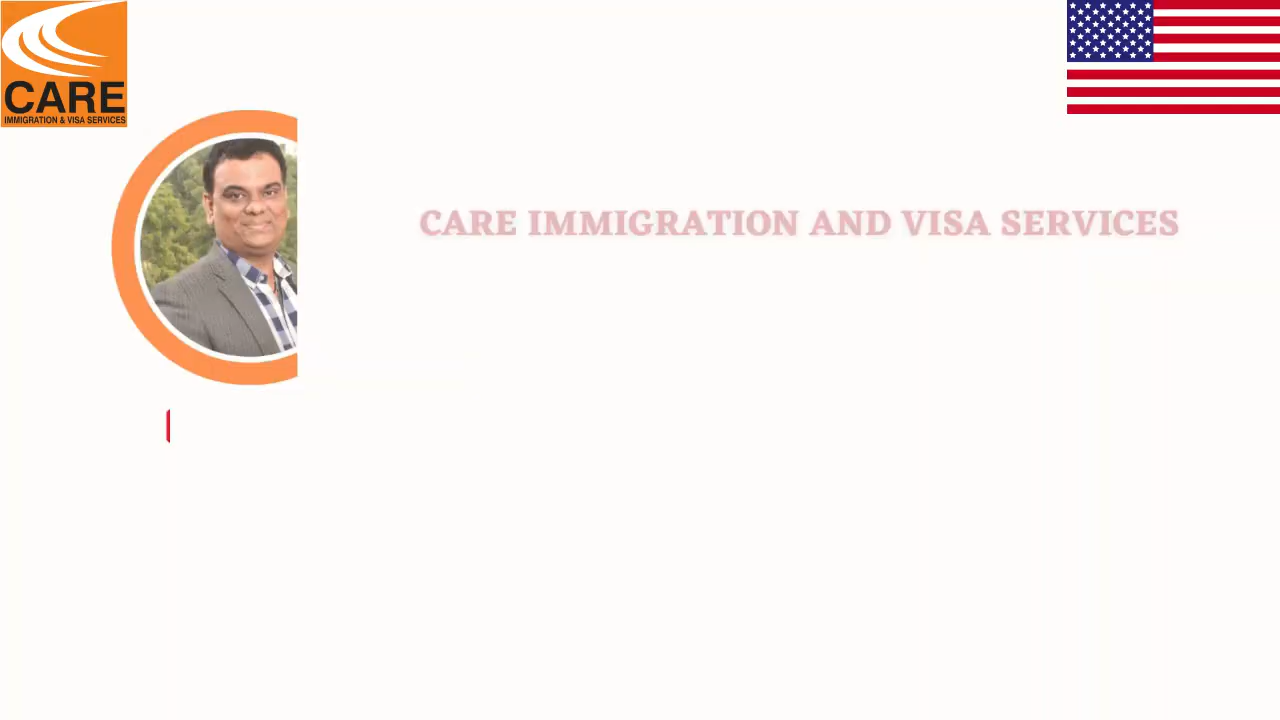 CARE
IMMIGRATION & VISA SERVICES
CARE IMMIGRATION AND VISA SERVICES